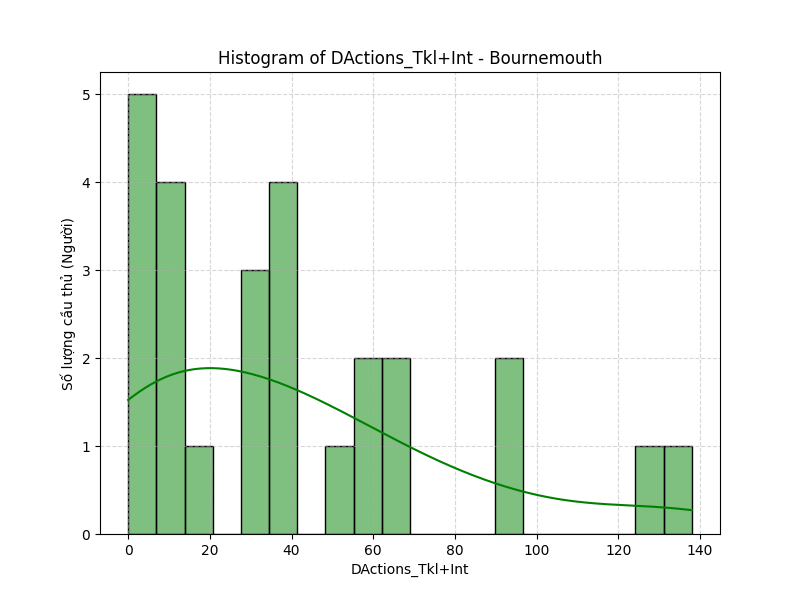 Histogram of DActions_Tkl+Int - Bournemouth
Số lượng cầu thủ (Người)
5
4
3
2
1
0
0 20 40 60 80 100 120 140
DActions_Tkl+Int